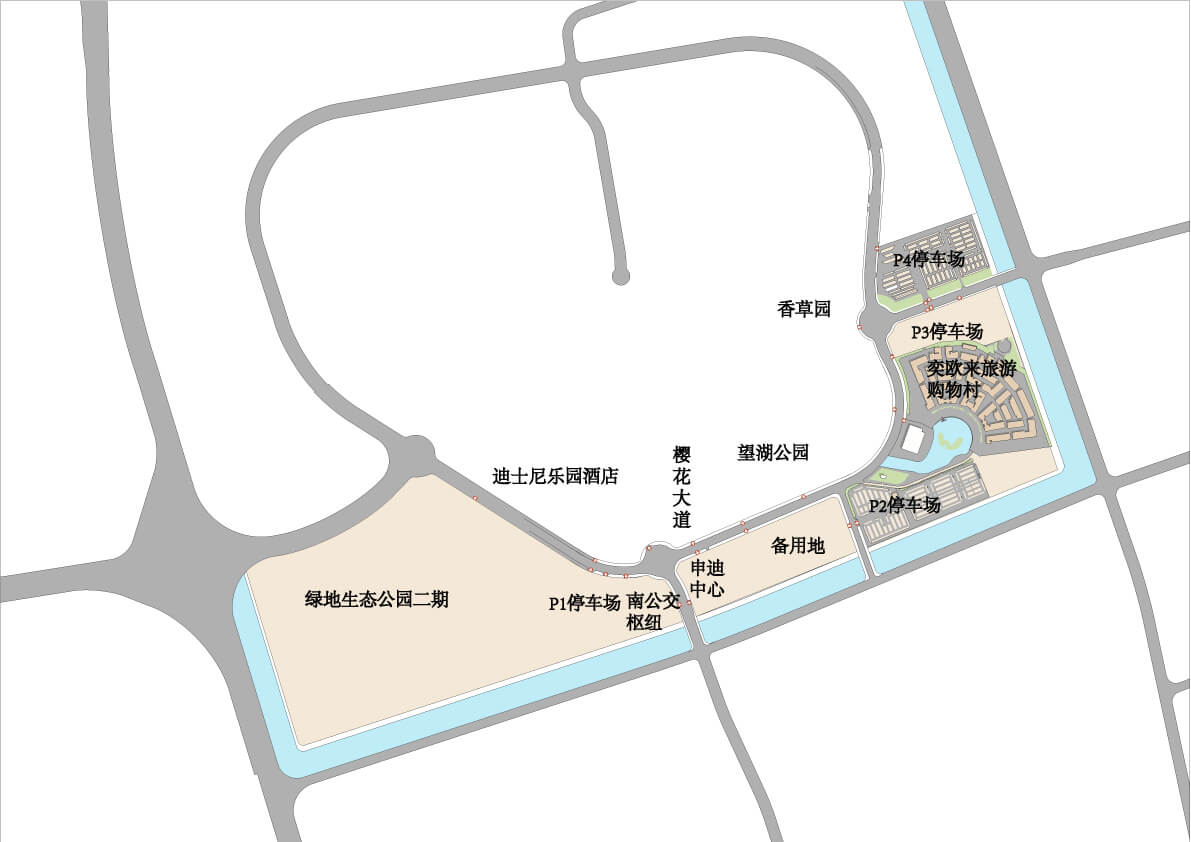 P4停车场
香草园
P3停车场
奕欧来旅游
购物村
望湖公园
樱花大道
迪士尼乐园酒店
P2停车场
备用地
申迪
中心
绿地生态公园二期
P1停车场
南公交
枢纽